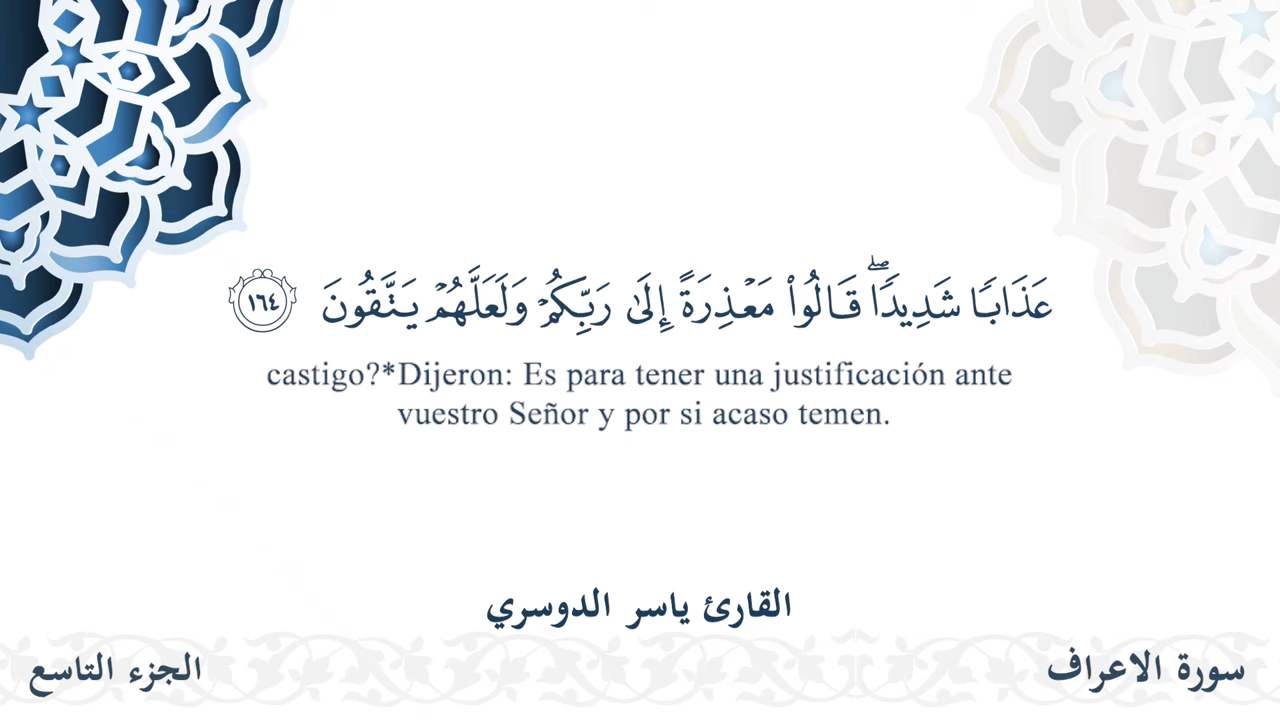 عَذَابٗا شَدِيدٗاۖ قَالُواْ مَعۡذِرَةً إِلَىٰ رَبِّكُمۡ وَلَعَلَّهُمۡ يَتَّقُونَ ١٦٤
castigo?*Dijeron: Es para tener una justificación ante
vuestro Señor y por si acaso temen.
القارئ ياسر الدوسري
سورة الاعراف
الجزء التاسع